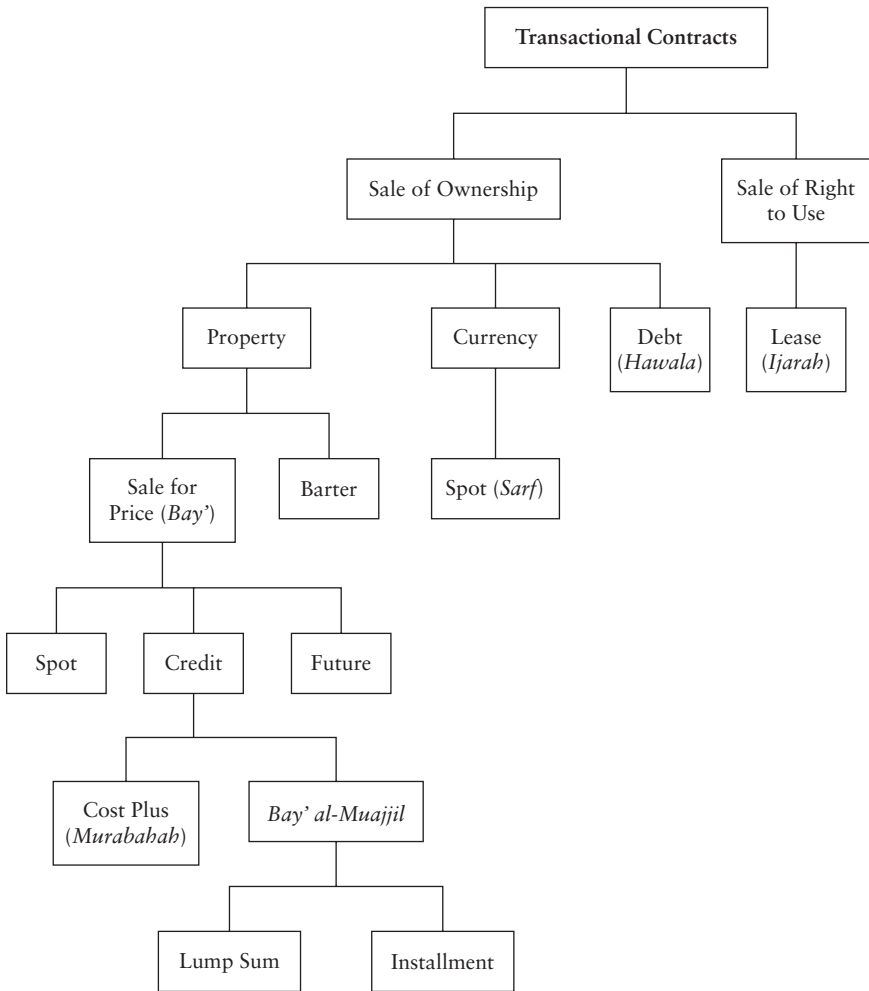 Transactional Contracts
Sale of Ownership
Sale of Right
to Use
Property
Currency
Debt
(Hawala)
Lease
(Ijarah)
Sale for
Price (Bay’)
Barter
Spot (Sarf)
Spot
Credit
Future
Cost Plus
(Murabahah)
Bay’ al-Muajjil
Lump Sum
Installment